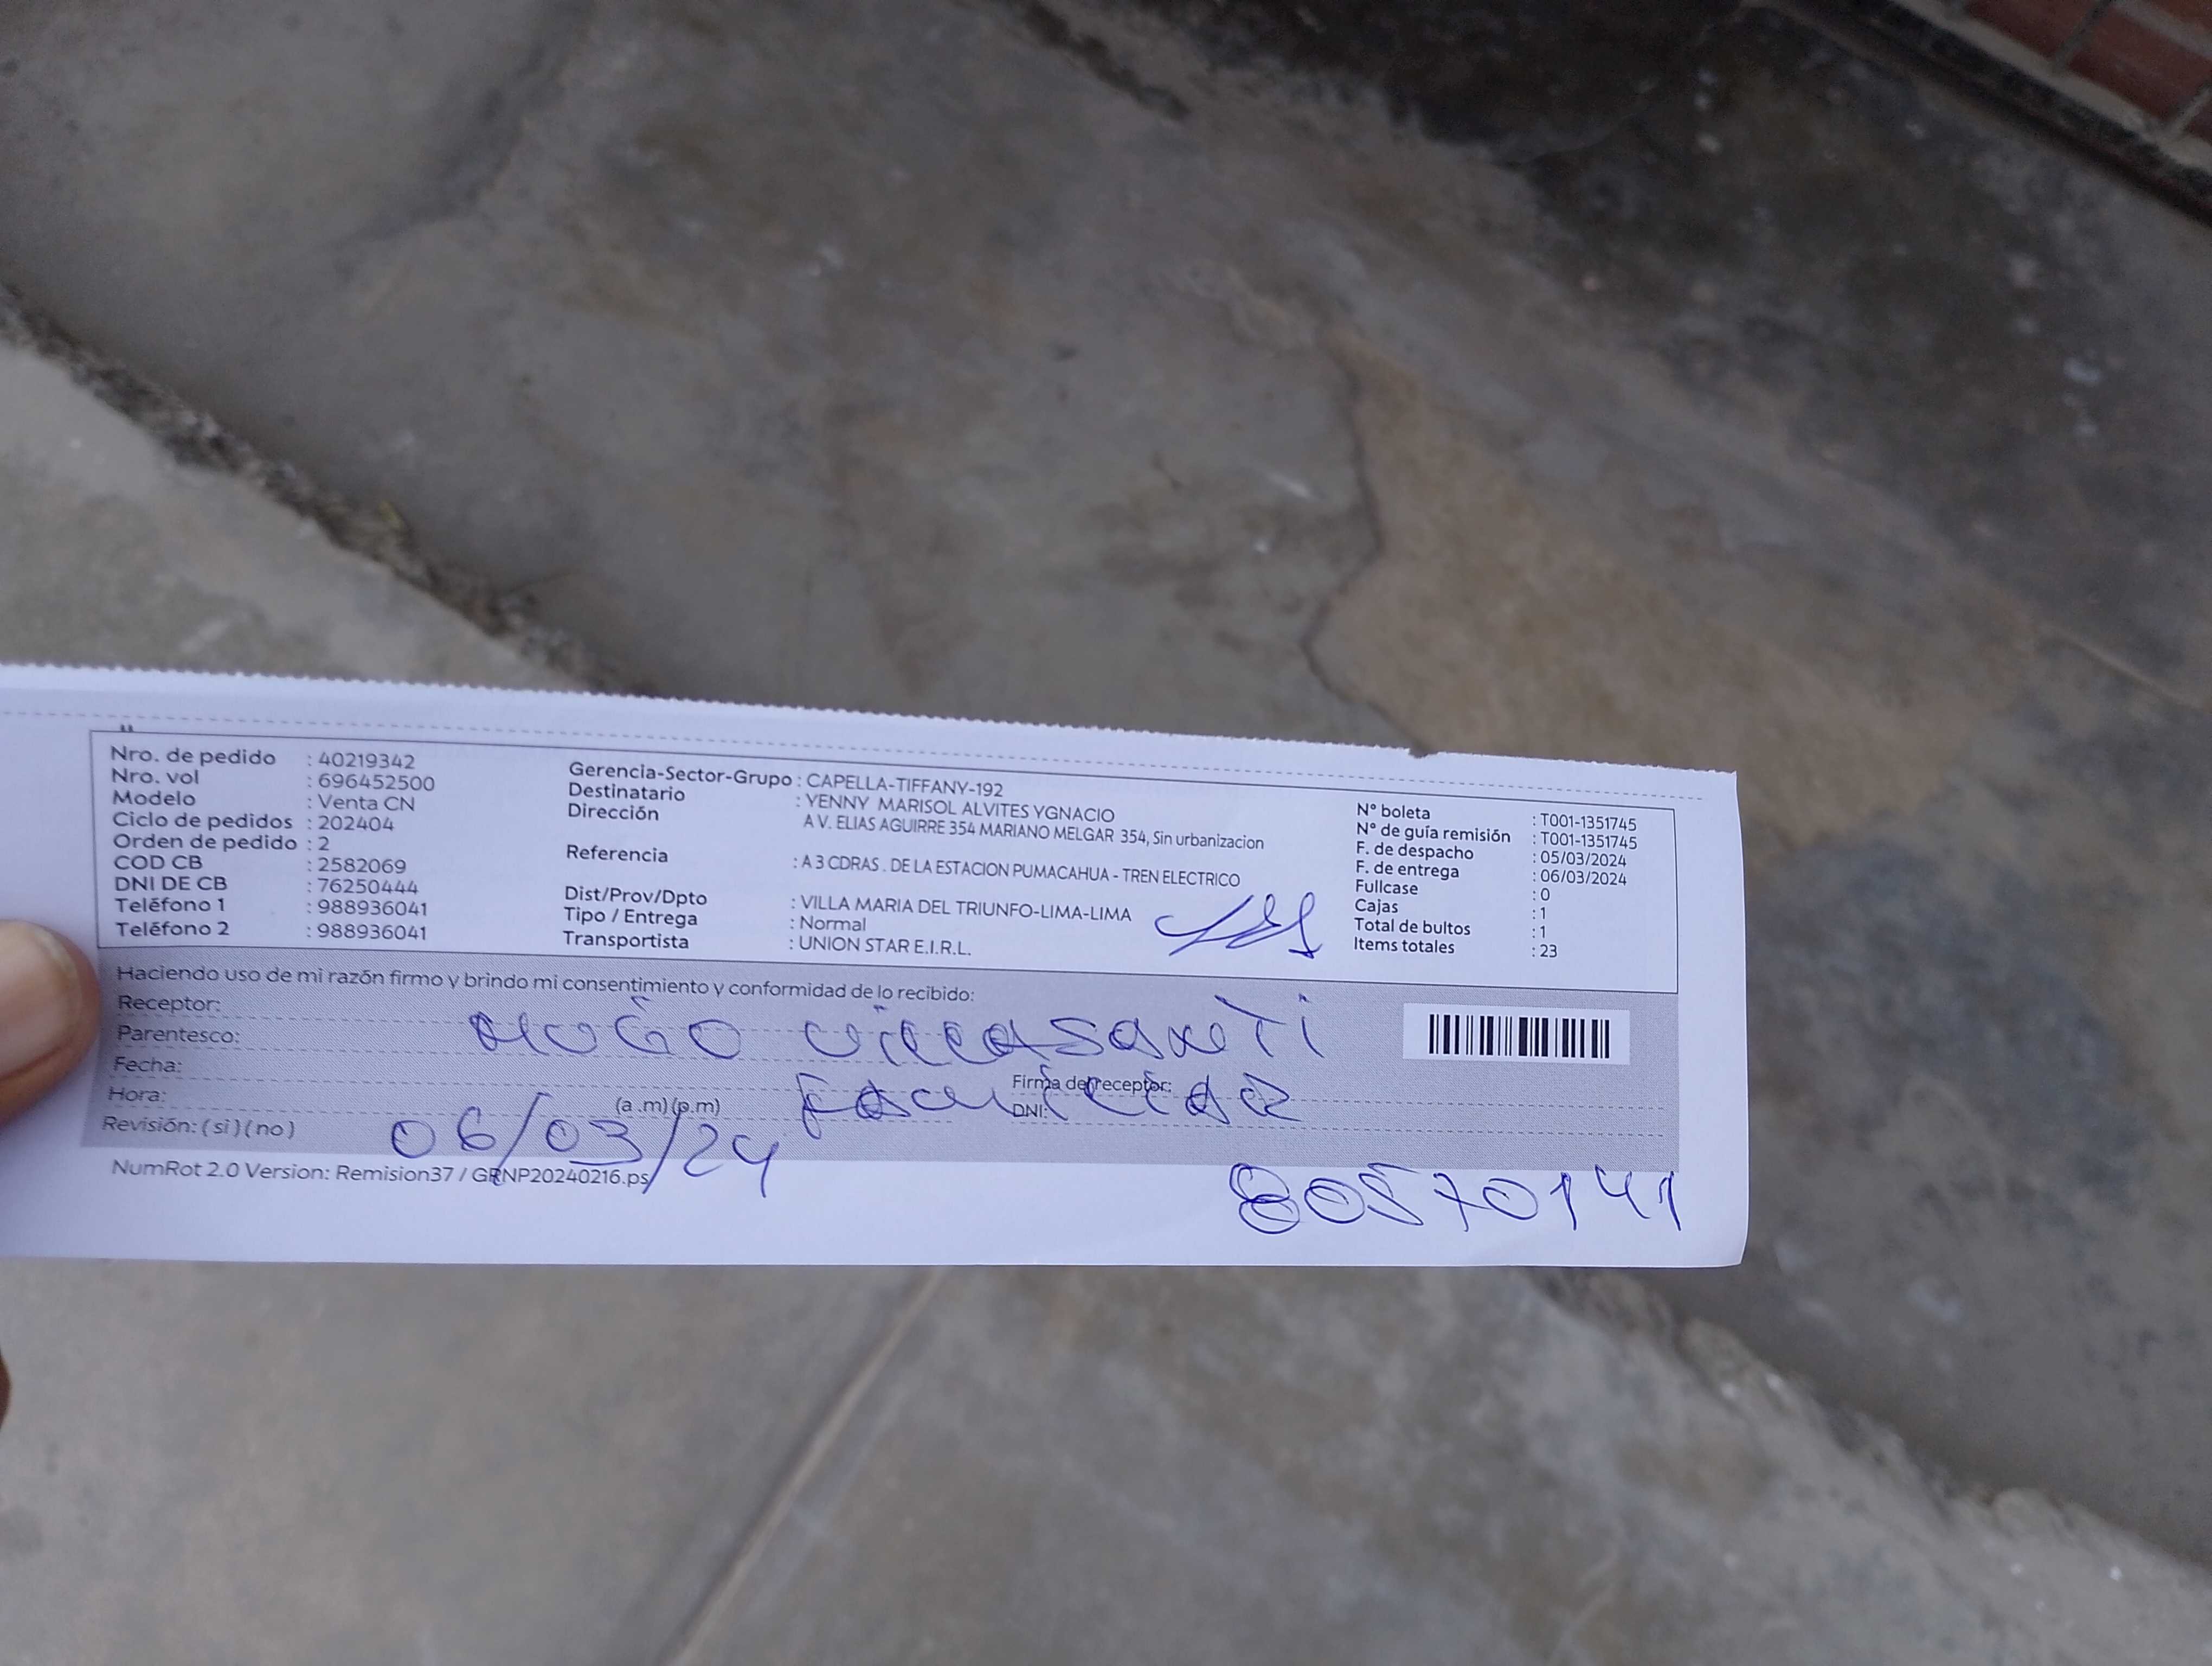 Nro. de pedido : 40219342
Nro. vol : 696452500
Modelo : Venta CN
Ciclo de pedidos : 202404
Orden de pedido : 2
COD CB : 2582069
DNI DE CB : 76250444
Teléfono 1 : 988936041
Teléfono 2 : 988936041
Gerencia-Sector-Grupo : CAPELLA-TIFFANY-192
Destinatario : YENNY MARISOL ALVITES YGNACIO
Dirección A V. ELIAS AGUIRRE 354 MARIANO MELGAR 354, Sin urbanizacion
Referencia : A 3 CDRAS . DE LA ESTACION PUMACAHUA - TREN ELECTRICO
Dist/Prov/Dpto : VILLA MARIA DEL TRIUNFO-LIMA-LIMA
Tipo / Entrega : Normal
Transportista : UNION STAR E.I.R.L.
N° boleta : T001-1351745
N° de guía remisión : T001-1351745
F. de despacho : 05/03/2024
F. de entrega : 06/03/2024
Fullcase : 0
Cajas : 1
Total de bultos : 1
Items totales : 23
Haciendo uso de mi razón firmo y brindo mi consentimiento y conformidad de lo recibido:
Receptor:
Parentesco:
Fecha:
Firma del receptor:
Hora: (a .m) (p.m)
DNI:
Revisión: ( si ) ( no )
06/03/24
80570141
NumRot 2.0 Version: Remision37 / GRNP20240216.ps